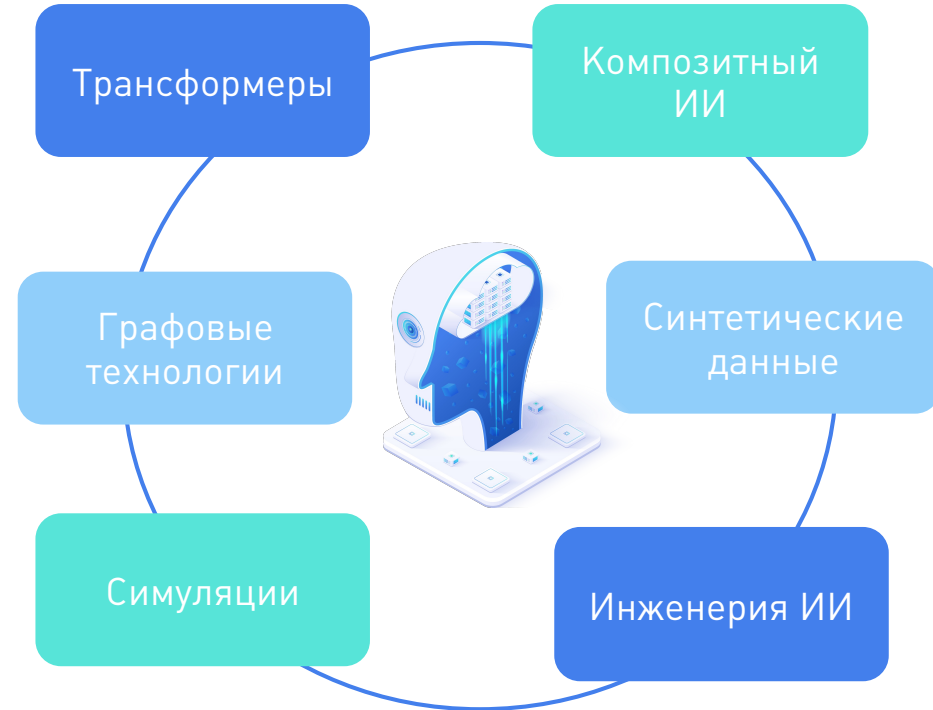 Трансформеры
Композитный
ИИ
Графовые
технологии
Синтетические
данные
Симуляции
Инженерия ИИ